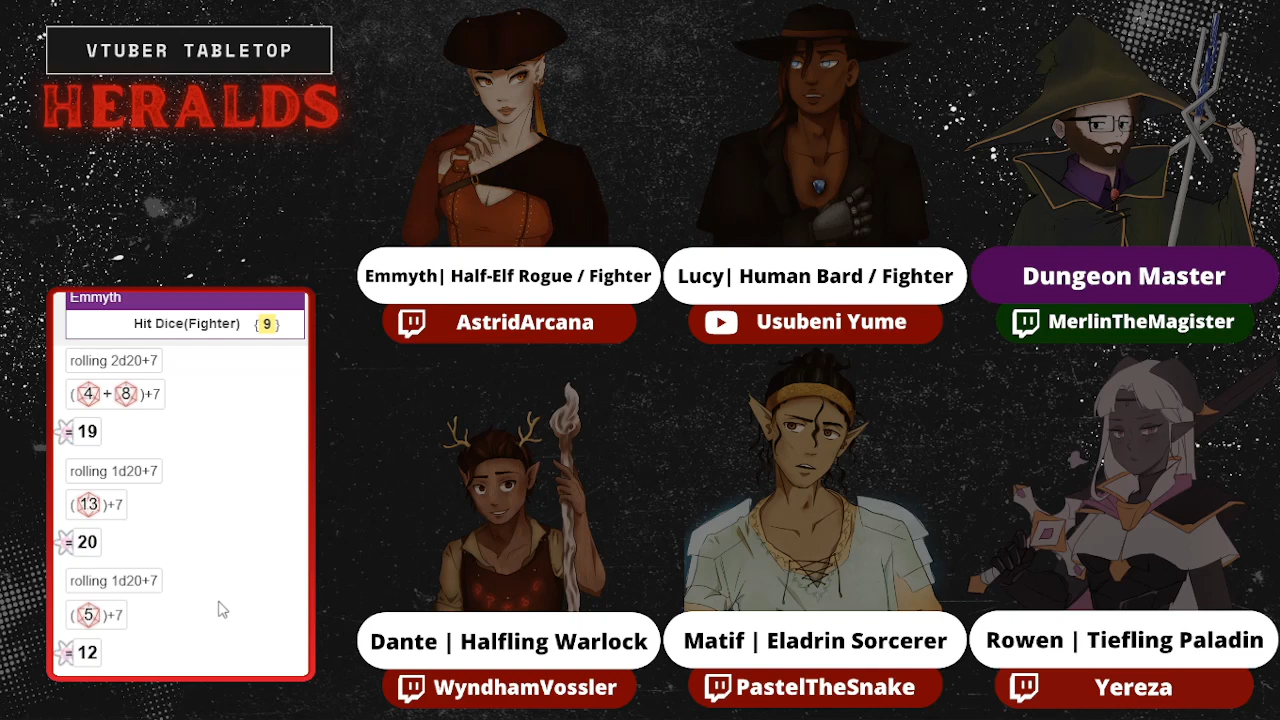 VTUBER TABLETOP
HERALDS
Emmyth| Half-Elf Rogue / Fighter
AstridArcana
Lucy| Human Bard / Fighter
Usubeni Yume
Dungeon Master
MerlinTheMagister
Emmyth
Hit Dice(Fighter) {9}
rolling 2d20+7
(4+8)+7
=19
rolling 1d20+7
(13)+7
=20
rolling 1d20+7
(5)+7
=12
Dante | Halfling Warlock
WyndhamVossler
Matif | Eladrin Sorcerer
PastelTheSnake
Rowen | Tiefling Paladin
Yereza